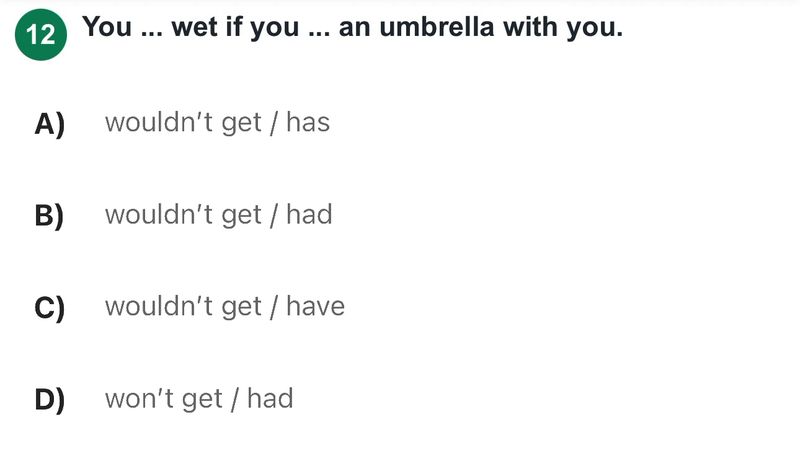 12 You ... wet if you ... an umbrella with you.
A) wouldn't get / has
B) wouldn't get / had
C) wouldn't get / have
D) won't get / had